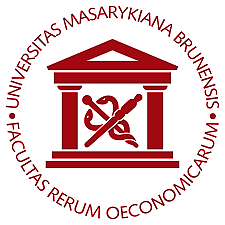 UNIVERSITAS MASARYKIANA BRUNENSIS
FACULTAS RERUM OECONOMICARUM